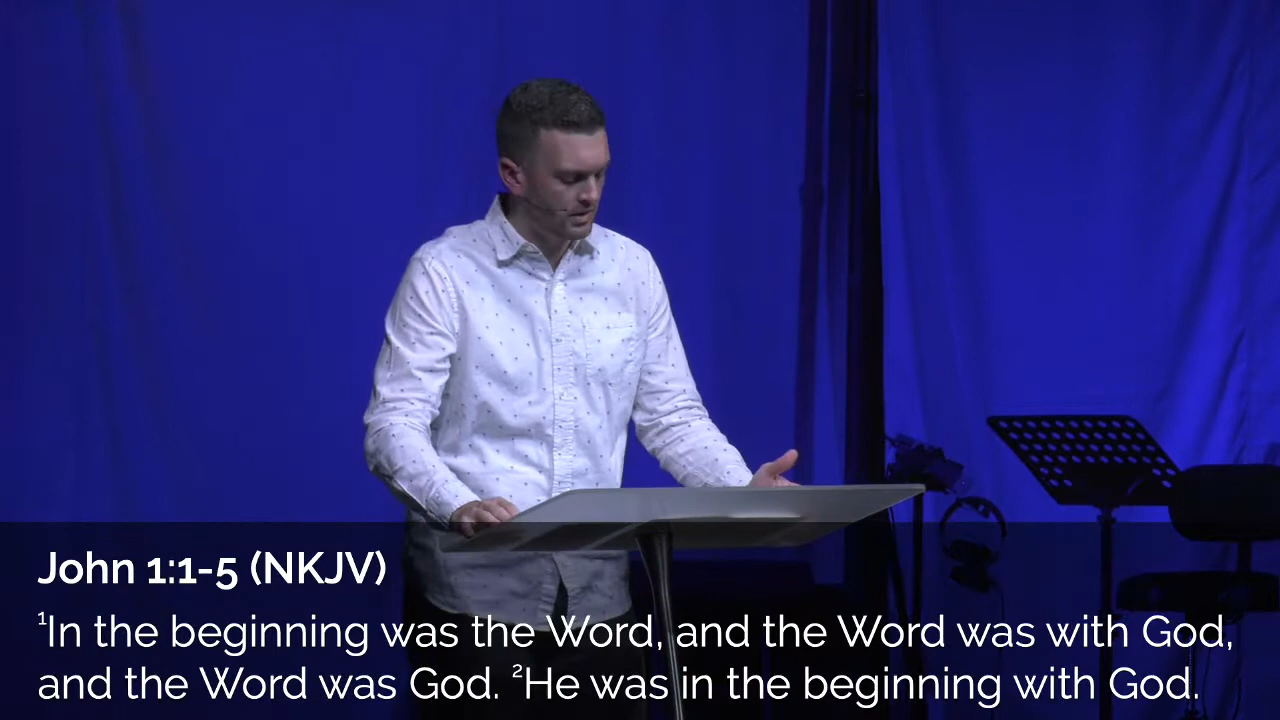 John 1:1-5 (NKJV)
¹In the beginning was the Word, and the Word was with God,
and the Word was God. ²He was in the beginning with God.